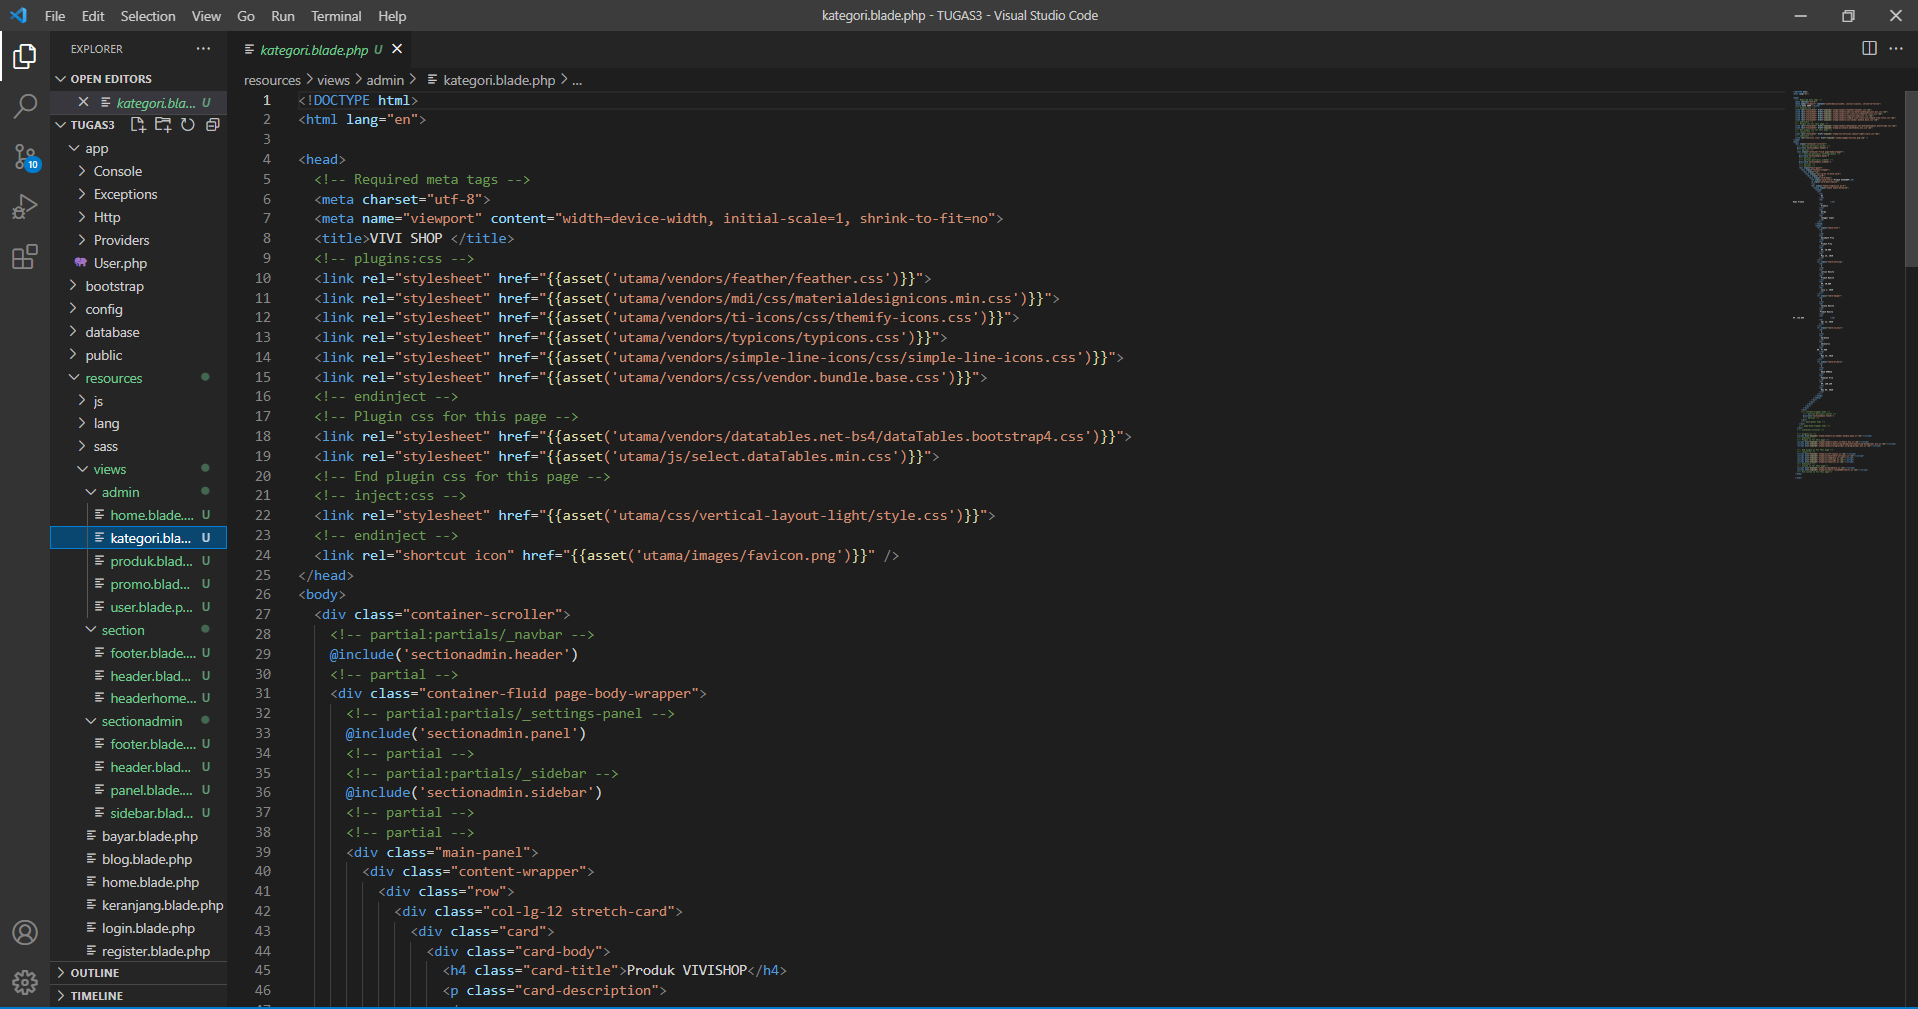 File Edit Selection View Go Run Terminal Help
kategori.blade.php - TUGAS3 - Visual Studio Code
EXPLORER
OPEN EDITORS
kategori.bla... U
TUGAS3
app
Console
Exceptions
Http
Providers
User.php
bootstrap
config
database
public
resources
js
lang
sass
views
admin
home.blade.... U
kategori.bla... U
produk.blad... U
promo.blad... U
user.blade.p... U
section
footer.blade.... U
header.blad... U
headerhome... U
sectionadmin
footer.blade.... U
header.blad... U
panel.blade.... U
sidebar.blad... U
bayar.blade.php
blog.blade.php
home.blade.php
keranjang.blade.php
login.blade.php
register.blade.php
OUTLINE
TIMELINE
10
kategori.blade.php U
resources > views > admin > kategori.blade.php > ...
1 <!DOCTYPE html>
2 <html lang="en">
3
4 <head>
5 <!-- Required meta tags -->
6 <meta charset="utf-8">
7 <meta name="viewport" content="width=device-width, initial-scale=1, shrink-to-fit=no">
8 <title>VIVI SHOP </title>
9 <!-- plugins:css -->
10 <link rel="stylesheet" href="{{asset('utama/vendors/feather/feather.css')}}">
11 <link rel="stylesheet" href="{{asset('utama/vendors/mdi/css/materialdesignicons.min.css')}}">
12 <link rel="stylesheet" href="{{asset('utama/vendors/ti-icons/css/themify-icons.css')}}">
13 <link rel="stylesheet" href="{{asset('utama/vendors/typicons/typicons.css')}}">
14 <link rel="stylesheet" href="{{asset('utama/vendors/simple-line-icons/css/simple-line-icons.css')}}">
15 <link rel="stylesheet" href="{{asset('utama/vendors/css/vendor.bundle.base.css')}}">
16 <!-- endinject -->
17 <!-- Plugin css for this page -->
18 <link rel="stylesheet" href="{{asset('utama/vendors/datatables.net-bs4/dataTables.bootstrap4.css')}}">
19 <link rel="stylesheet" href="{{asset('utama/js/select.dataTables.min.css')}}">
20 <!-- End plugin css for this page -->
21 <!-- inject:css -->
22 <link rel="stylesheet" href="{{asset('utama/css/vertical-layout-light/style.css')}}">
23 <!-- endinject -->
24 <link rel="shortcut icon" href="{{asset('utama/images/favicon.png')}}" />
25 </head>
26 <body>
27 <div class="container-scroller">
28 <!-- partial:partials/_navbar -->
29 @include('sectionadmin.header')
30 <!-- partial -->
31 <div class="container-fluid page-body-wrapper">
32 <!-- partial:partials/_settings-panel -->
33 @include('sectionadmin.panel')
34 <!-- partial -->
35 <!-- partial:partials/_sidebar -->
36 @include('sectionadmin.sidebar')
37 <!-- partial -->
38 <!-- partial -->
39 <div class="main-panel">
40 <div class="content-wrapper">
41 <div class="row">
42 <div class="col-lg-12 stretch-card">
43 <div class="card">
44 <div class="card-body">
45 <h4 class="card-title">Produk VIVISHOP</h4>
46 <p class="card-description">